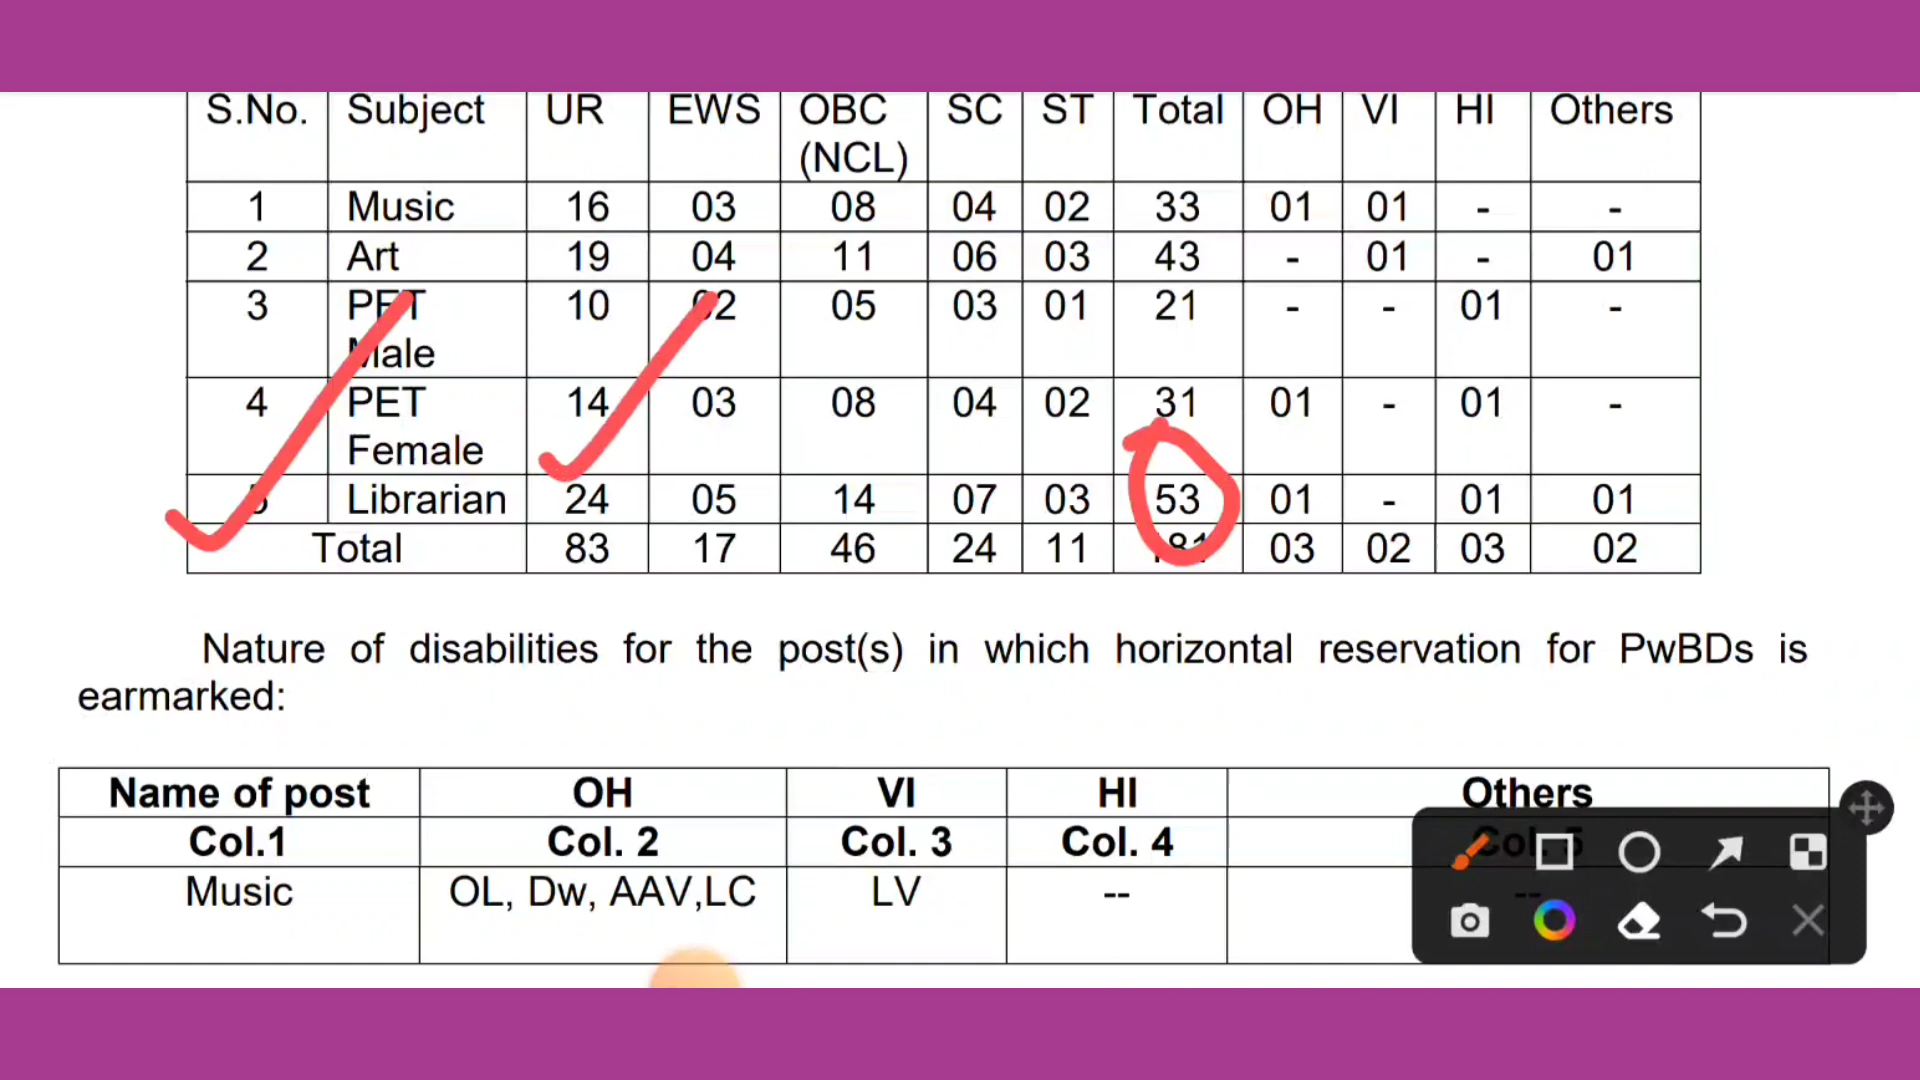 S.No. Subject UR EWS OBC (NCL) SC ST Total OH VI HI Others
1 Music 16 03 08 04 02 33 01 01 - -
2 Art 19 04 11 06 03 43 - 01 - 01
3 PET Male 10 02 05 03 01 21 - - 01 -
4 PET Female 14 03 08 04 02 31 01 - 01 -
5 Librarian 24 05 14 07 03 53 01 - 01 01
Total 83 17 46 24 11 181 03 02 03 02
Nature of disabilities for the post(s) in which horizontal reservation for PwBDs is
earmarked:
Name of post OH VI HI Others
Col.1 Col. 2 Col. 3 Col. 4 Col. 5
Music OL, Dw, AAV,LC LV -- --